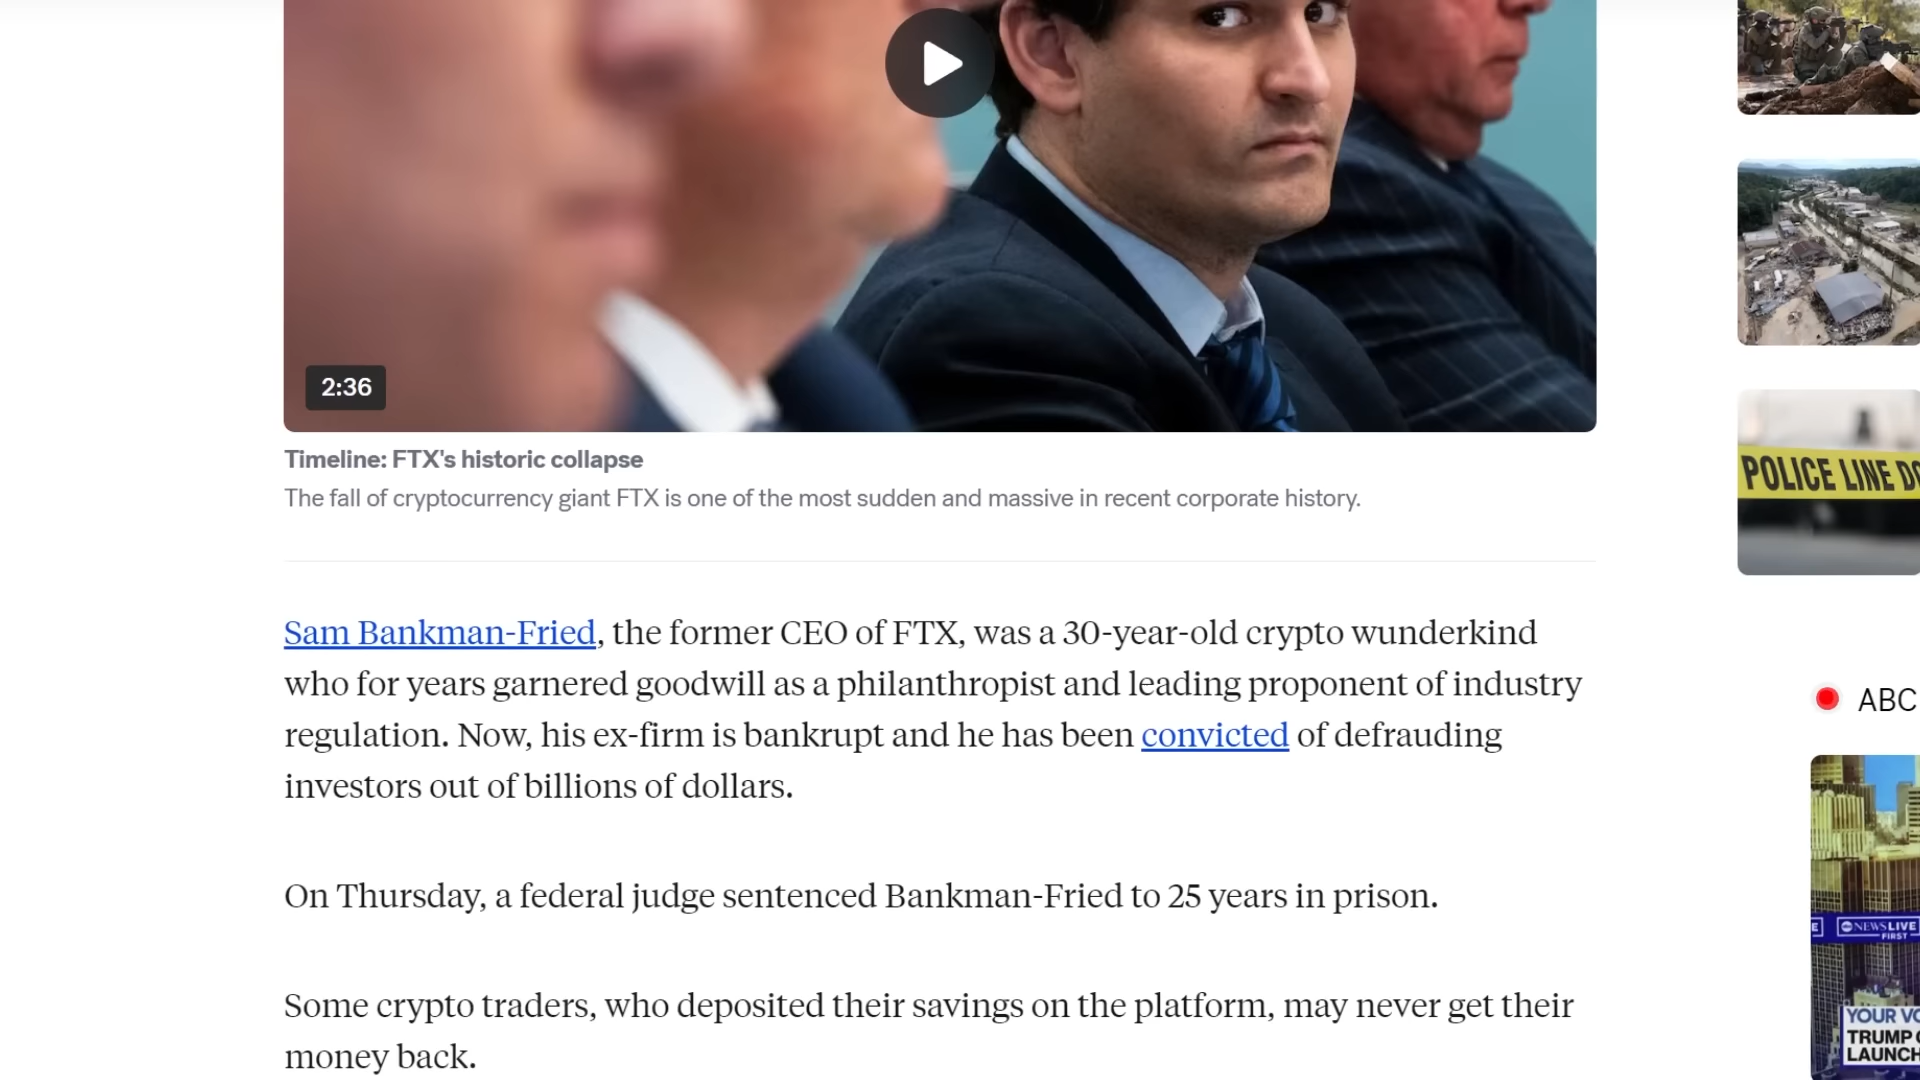 2:36
Timeline: FTX's historic collapse
The fall of cryptocurrency giant FTX is one of the most sudden and massive in recent corporate history.
Sam Bankman-Fried, the former CEO of FTX, was a 30-year-old crypto wunderkind
who for years garnered goodwill as a philanthropist and leading proponent of industry
regulation. Now, his ex-firm is bankrupt and he has been convicted of defrauding
investors out of billions of dollars.
On Thursday, a federal judge sentenced Bankman-Fried to 25 years in prison.
Some crypto traders, who deposited their savings on the platform, may never get their
money back.
POLICE LINE DO
ABC
E
abc NEWS LIVE
FIRST
YOUR VO
TRUMP
LAUNCH